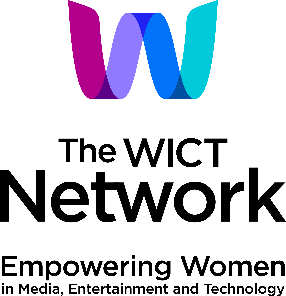 The WICT
Network
Empowering Women
in Media, Entertainment and Technology